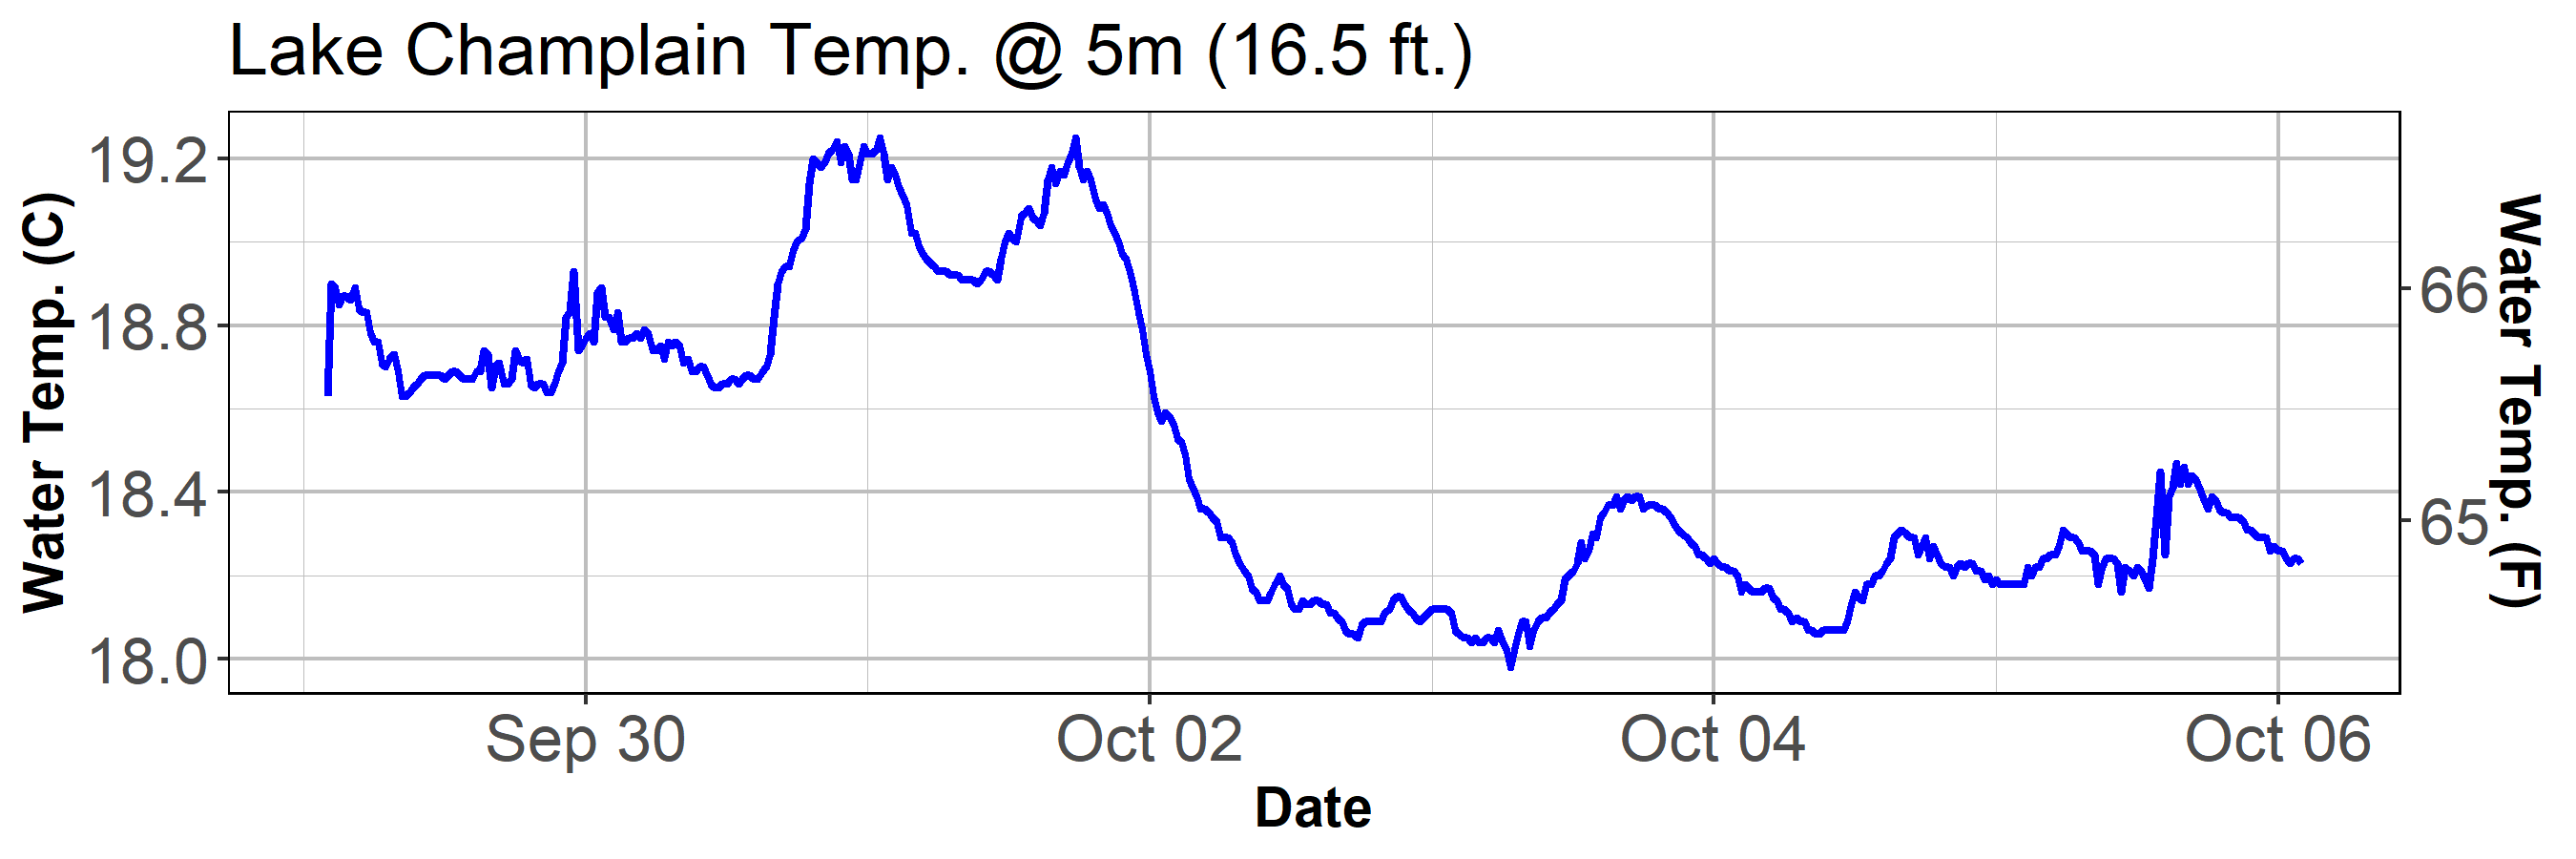 Lake Champlain Temp. @ 5m (16.5 ft.)
Water Temp. (C)
19.2
18.8
18.4
18.0
66
65
Water Temp. (F)
Sep 30 Oct 02 Oct 04 Oct 06
Date